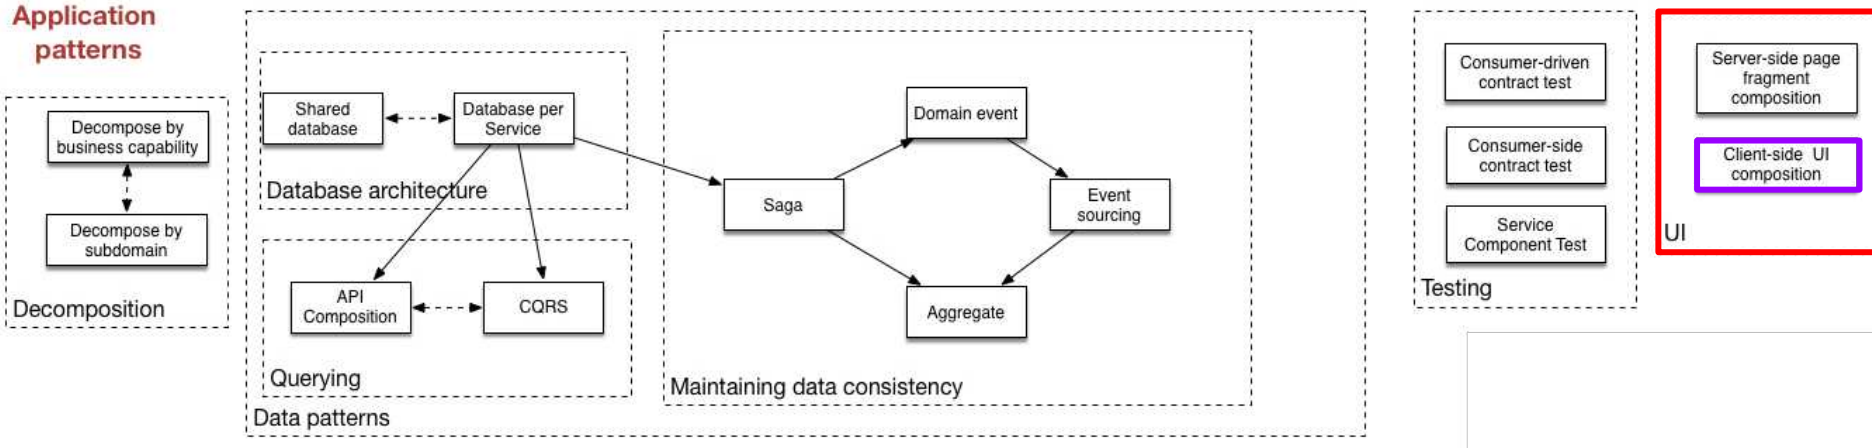 Application
patterns
Decompose by
business capability
Decompose by
subdomain
Decomposition
Shared
database
Database per
Service
Database architecture
API
Composition
CQRS
Querying
Data patterns
Domain event
Saga
Event
sourcing
Aggregate
Maintaining data consistency
Consumer-driven
contract test
Consumer-side
contract test
Service
Component Test
Testing
Server-side page
fragment
composition
Client-side UI
composition
UI